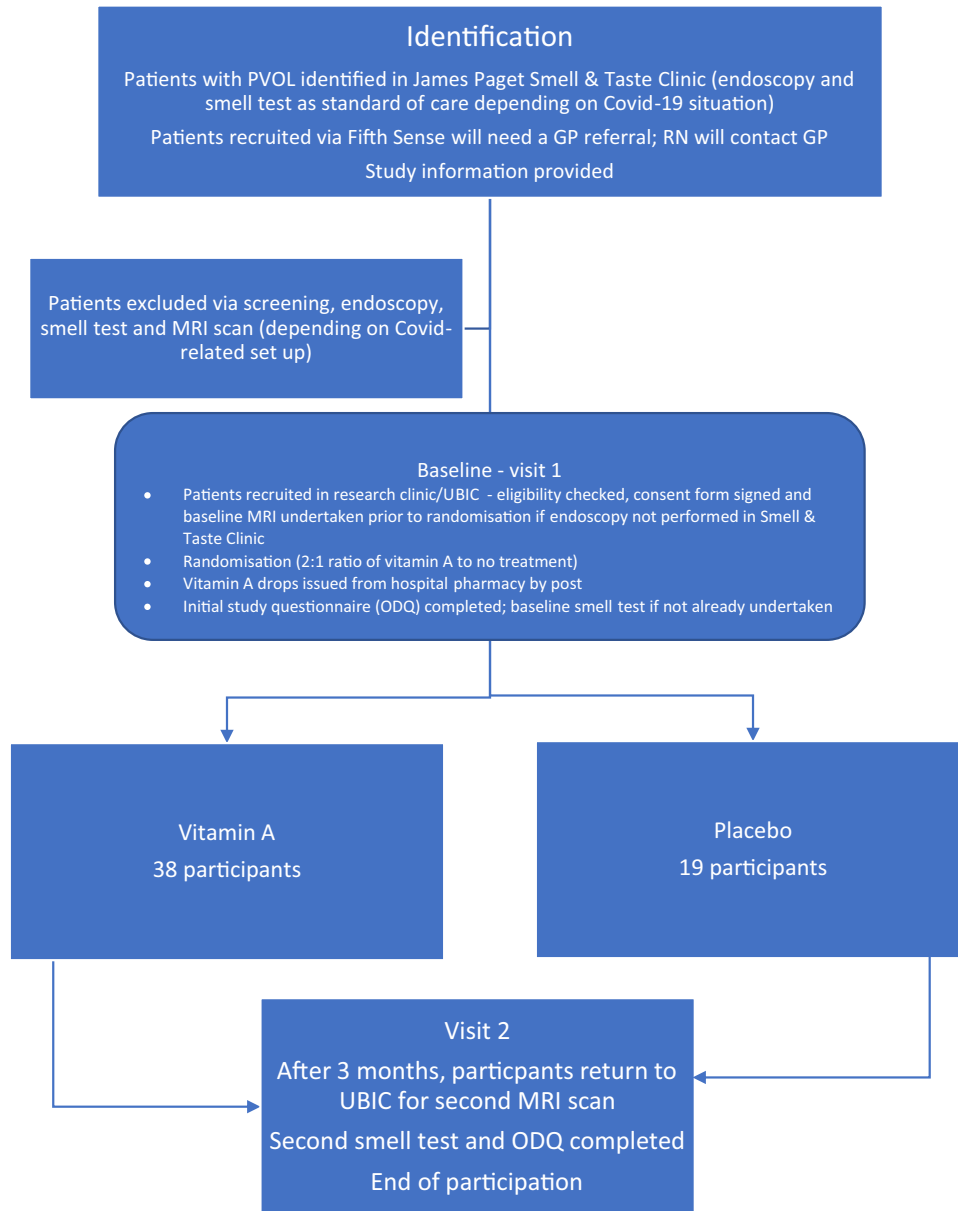 Identification
Patients with PVOL identified in James Paget Smell & Taste Clinic (endoscopy and
smell test as standard of care depending on Covid-19 situation)
Patients recruited via Fifth Sense will need a GP referral; RN will contact GP
Study information provided
Patients excluded via screening, endoscopy,
smell test and MRI scan (depending on Covid-
related set up)
Baseline - visit 1
• Patients recruited in research clinic/UBIC - eligibility checked, consent form signed and
baseline MRI undertaken prior to randomisation if endoscopy not performed in Smell &
Taste Clinic
• Randomisation (2:1 ratio of vitamin A to no treatment)
• Vitamin A drops issued from hospital pharmacy by post
• Initial study questionnaire (ODQ) completed; baseline smell test if not already undertaken
Vitamin A
38 participants
Placebo
19 participants
Visit 2
After 3 months, particpants return to
UBIC for second MRI scan
Second smell test and ODQ completed
End of participation